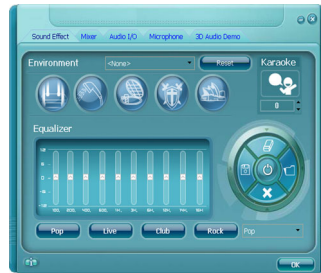 Sound Effect Mixer Audio I/O Microphone 3D Audio Demo
Environment <None> Reset Karaoke
0
Equalizer
Pop Live Club Rock Pop
OK